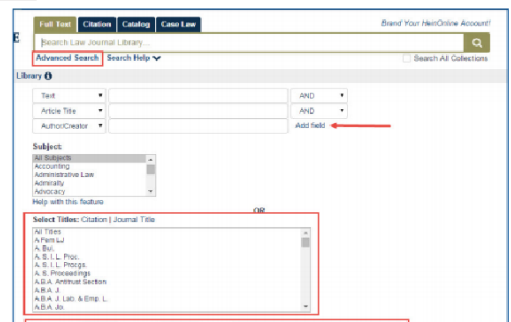 Full Text Citation Catalog Case Law
Brand Your HeinOnline Account!
E
Search Law Journal Library...
Advanced Search Search Help
Search All Collections
Library
Text AND
Article Title AND
Author/Creator Add field
Subject:
All Subjects
Accounting
Administrative Law
Admiralty
Advocacy
Help with this feature
OR
Select Titles: Citation | Journal Title
All Titles
A Fem LJ
A. Bul.
A. S. I. L. Proc.
A. S. I. L. Procgs.
A. S. Proceedings
A.B.A. Antitrust Section
A.B.A. J.
A.B.A. J. Lab. & Emp. L.
A.B.A. Jo.